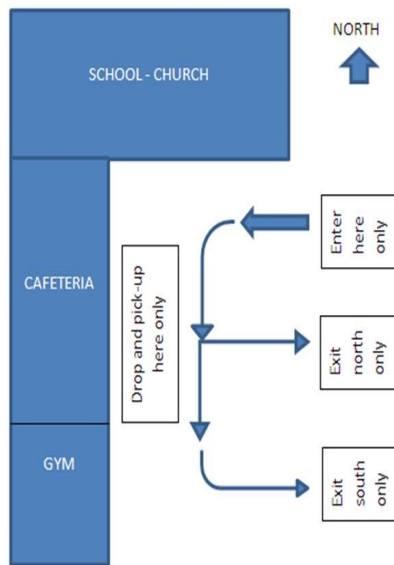 NORTH
SCHOOL - CHURCH
Enter
here
only
CAFETERIA
Drop and pick-up
here only
Exit
north
only
GYM
Exit
south
only